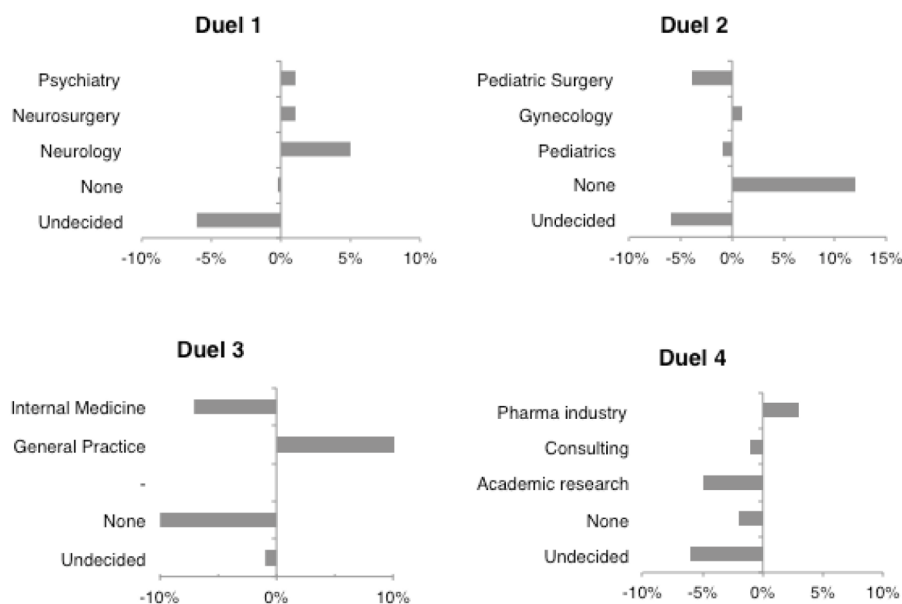 Duel 1
Psychiatry
Neurosurgery
Neurology
None
Undecided
-10% -5% 0% 5% 10%
Duel 2
Pediatric Surgery
Gynecology
Pediatrics
None
Undecided
-10% -5% 0% 5% 10% 15%
Duel 3
Internal Medicine
General Practice
-
None
Undecided
-10% 0% 10%
Duel 4
Pharma industry
Consulting
Academic research
None
Undecided
-10% -5% 0% 5% 10%